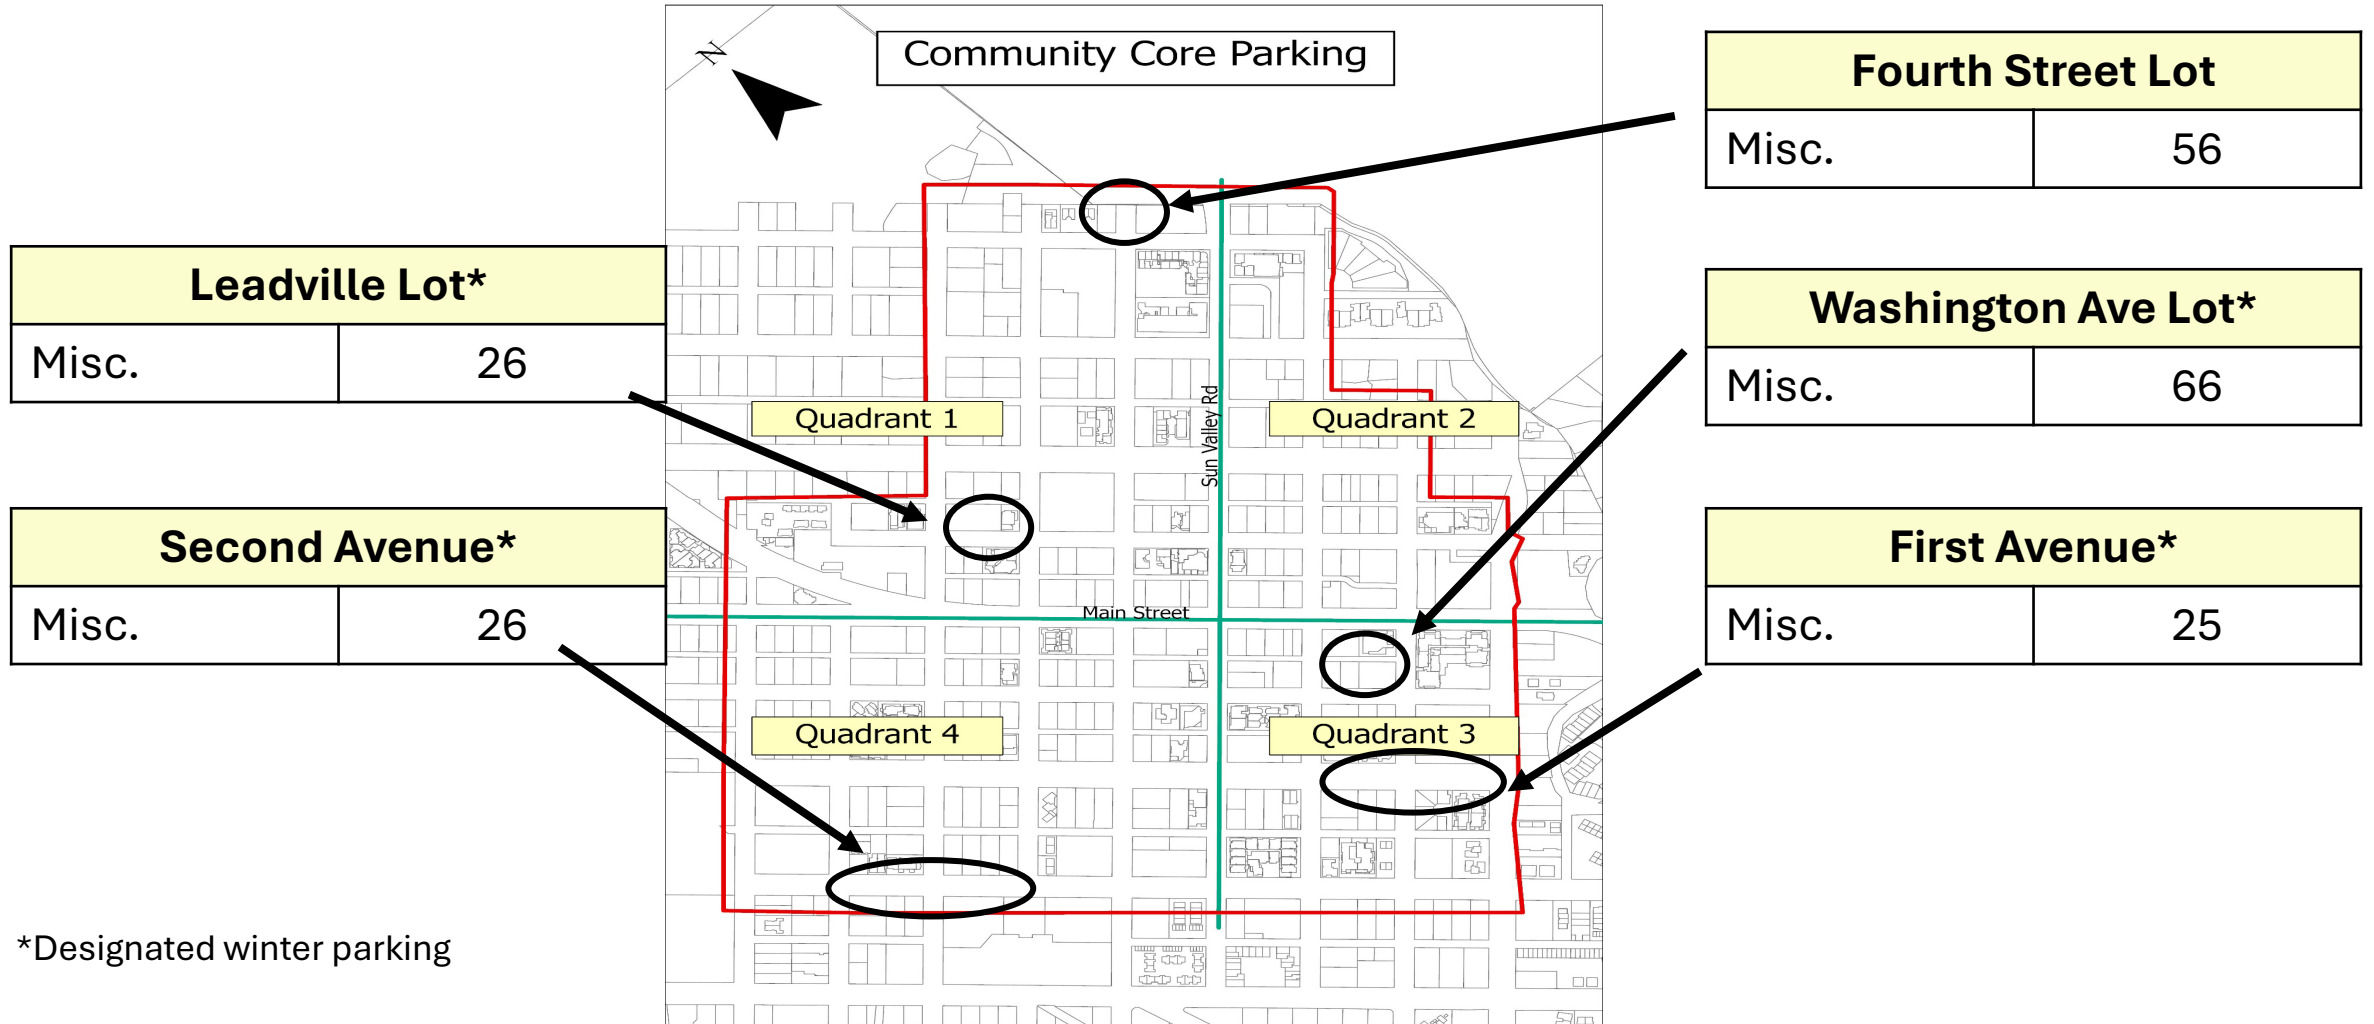 N
Community Core Parking
Fourth Street Lot
Misc. 56
Leadville Lot*
Misc. 26
Washington Ave Lot*
Misc. 66
Quadrant 1
Quadrant 2
Sun Valley Rd
Second Avenue*
Misc. 26
First Avenue*
Misc. 25
Main Street
Quadrant 4
Quadrant 3
*Designated winter parking